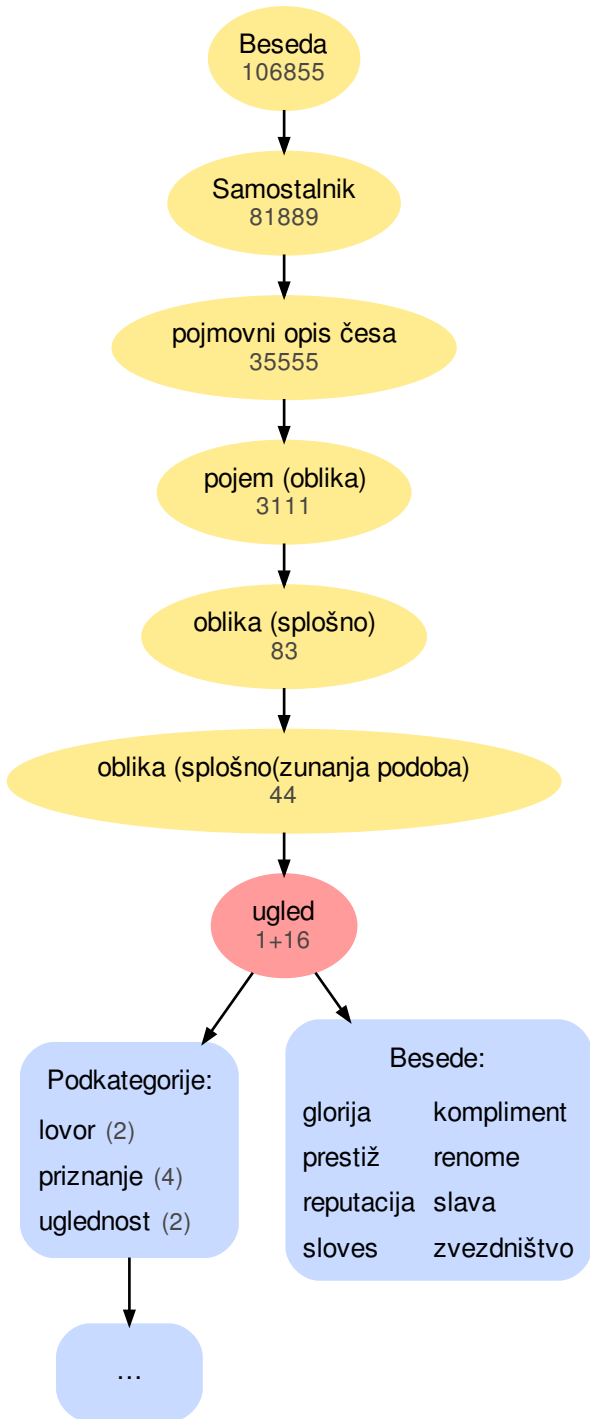 Beseda
106855
Samostalnik
81889
pojmovni opis česa
35555
pojem (oblika)
3111
oblika (splošno)
83
oblika (splošno(zunanja podoba)
44
ugled
1+16
Podkategorije:
lovor (2)
priznanje (4)
uglednost (2)
Besede:
glorija kompliment
prestiž renome
reputacija slava
sloves zvezdništvo
...